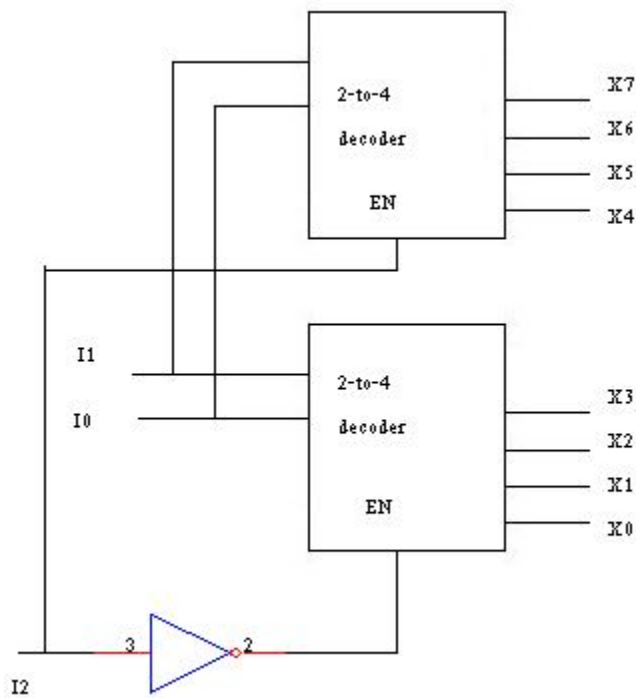 2-to-4
decoder
EN
X7
X6
X5
X4
I1
I0
2-to-4
decoder
EN
X3
X2
X1
X0
3
2
I2